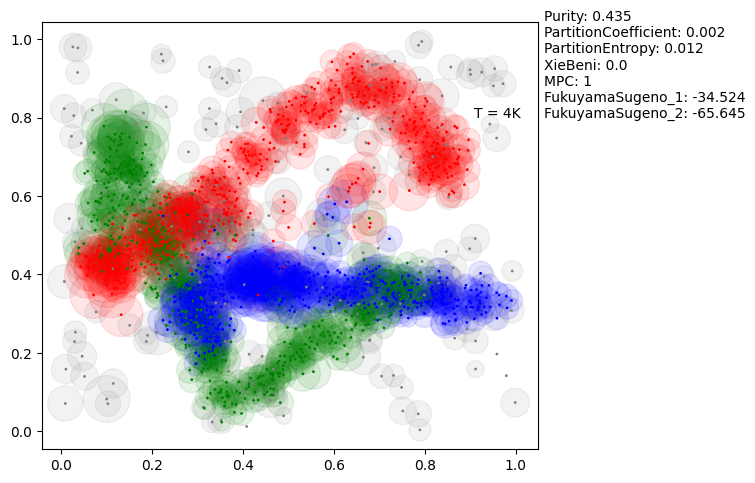 Purity: 0.435
PartitionCoefficient: 0.002
PartitionEntropy: 0.012
XieBeni: 0.0
MPC: 1
FukuyamaSugeno_1: -34.524
FukuyamaSugeno_2: -65.645
T = 4K
1.0
0.8
0.6
0.4
0.2
0.0
0.0 0.2 0.4 0.6 0.8 1.0